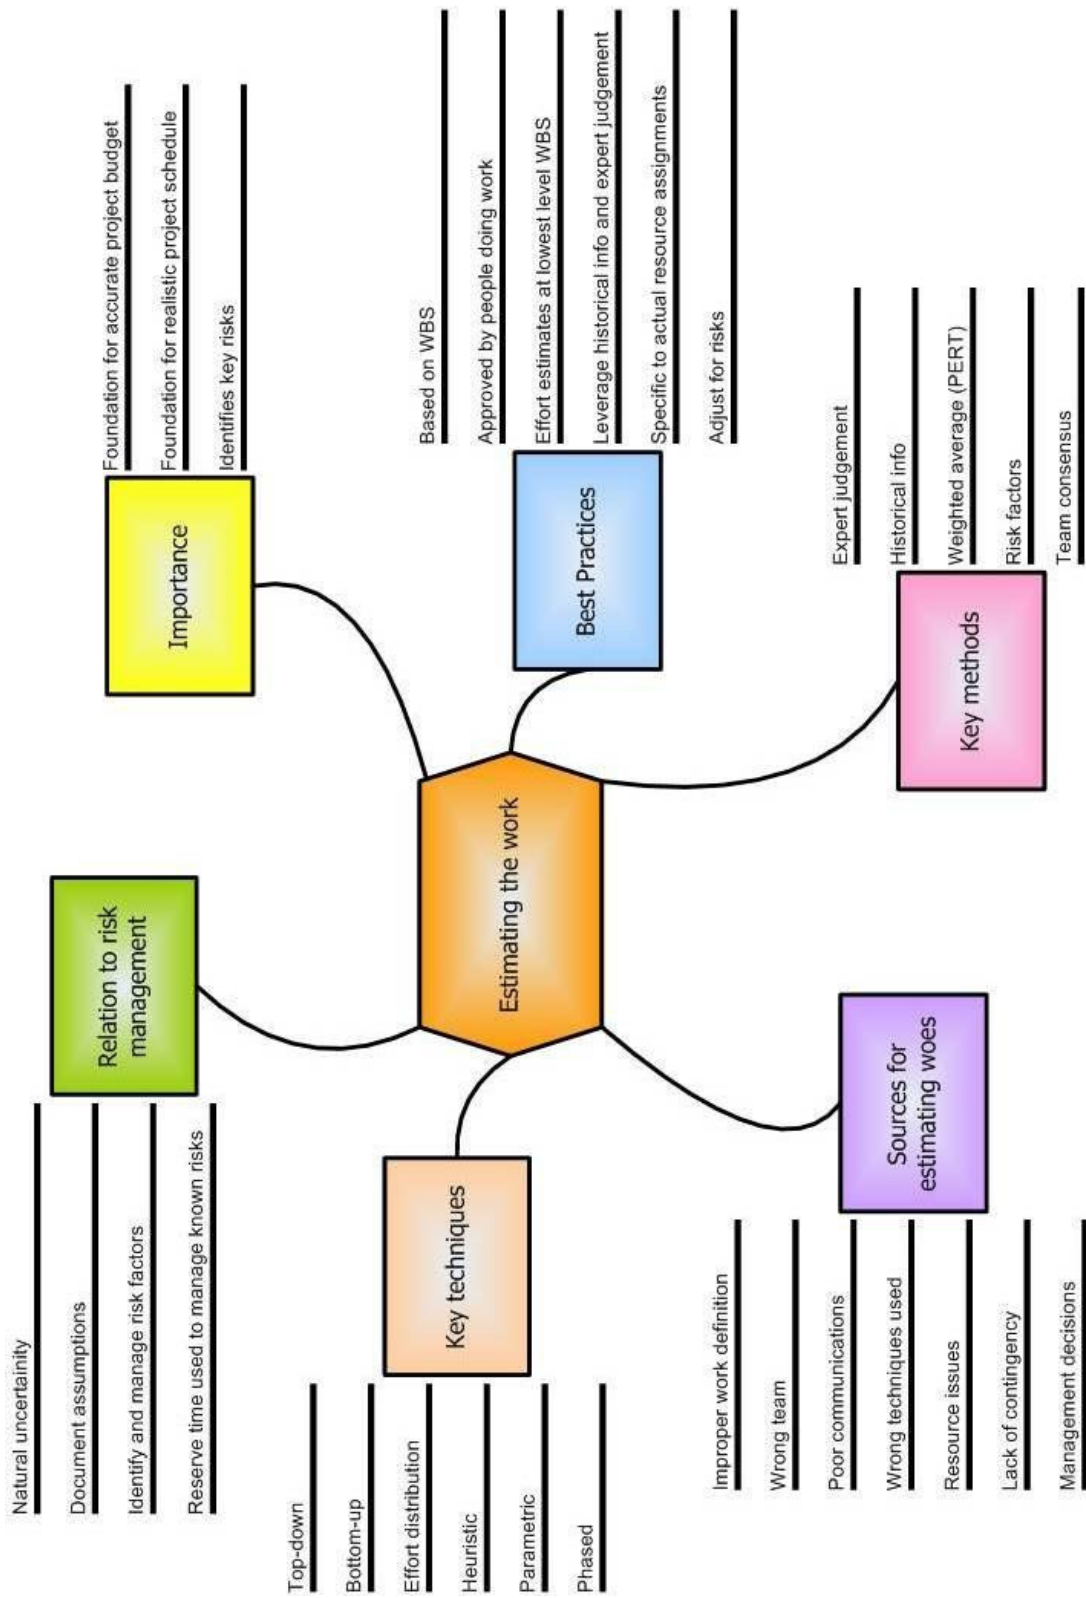 Natural uncertainity
Document assumptions
Identify and manage risk factors
Reserve time used to manage known risks
Relation to risk
management
Importance
Foundation for accurate project budget
Foundation for realistic project schedule
Identifies key risks
Top-down
Bottom-up
Effort distribution
Heuristic
Parametric
Phased
Key techniques
Estimating the work
Best Practices
Based on WBS
Approved by people doing work
Effort estimates at lowest level WBS
Leverage historical info and expert judgement
Specific to actual resource assignments
Adjust for risks
Improper work definition
Wrong team
Poor communications
Wrong techniques used
Resource issues
Lack of contingency
Management decisions
Sources for
estimating woes
Key methods
Expert judgement
Historical info
Weighted average (PERT)
Risk factors
Team consensus